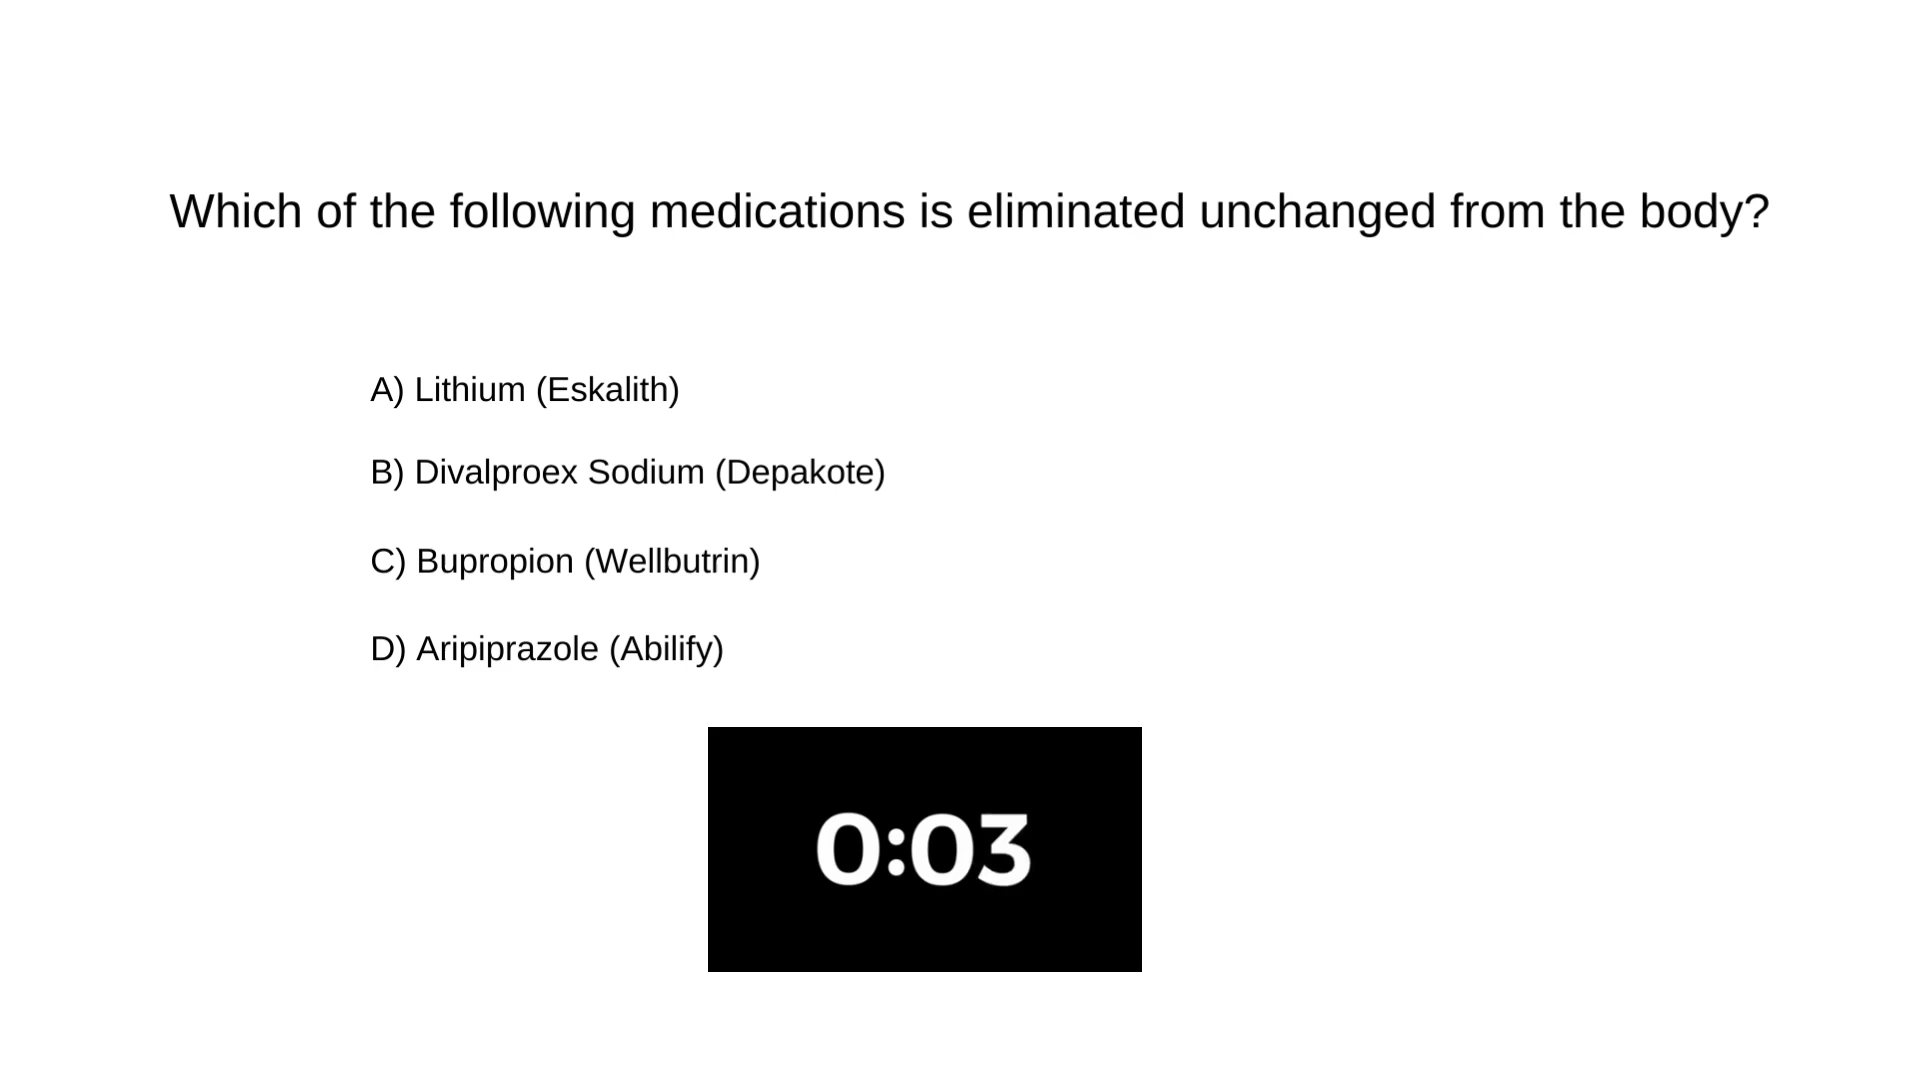 Which of the following medications is eliminated unchanged from the body?
A) Lithium (Eskalith)
B) Divalproex Sodium (Depakote)
C) Bupropion (Wellbutrin)
D) Aripiprazole (Abilify)
0:03